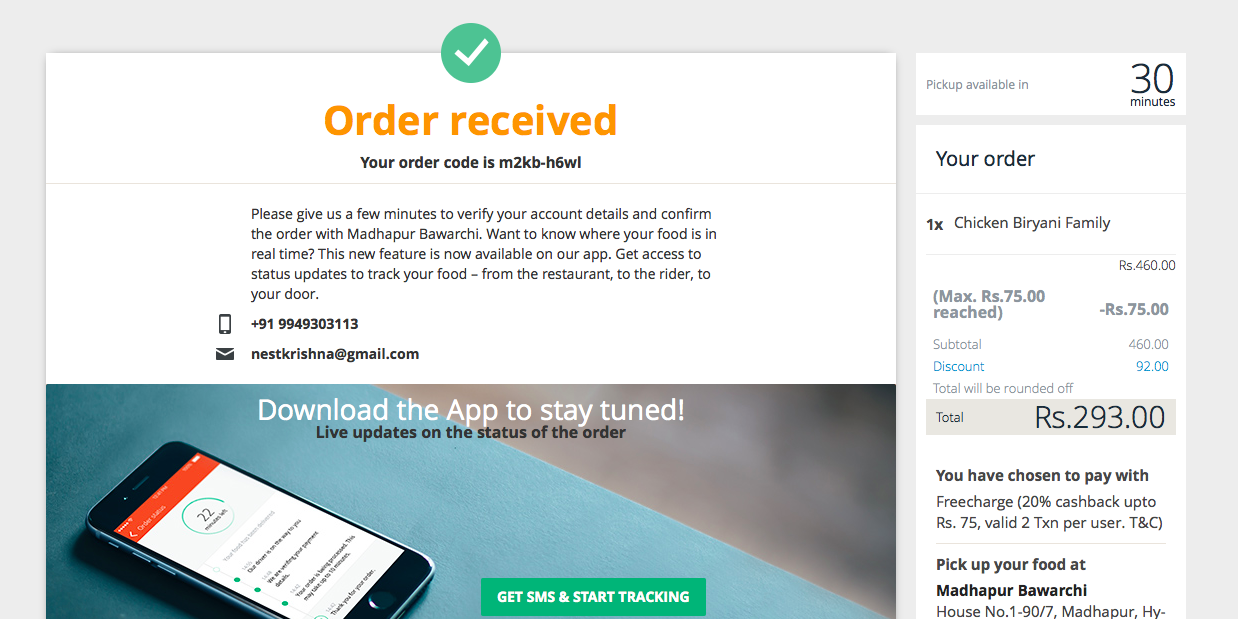 Order received
Your order code is m2kb-h6wl
Please give us a few minutes to verify your account details and confirm
the order with Madhapur Bawarchi. Want to know where your food is in
real time? This new feature is now available on our app. Get access to
status updates to track your food – from the restaurant, to the rider, to
your door.
+91 9949303113
nestkrishna@gmail.com
Download the App to stay tuned!
Live updates on the status of the order
Order status
22
minutes left
Your food has been delivered
Our driver is on the way to you
We are verifying your payment
details.
Your order is being processed. This
may take up to 10 minutes.
Thank you for your order.
GET SMS & START TRACKING
Pickup available in
30
minutes
Your order
1x Chicken Biryani Family
Rs.460.00
(Max. Rs.75.00
reached)
-Rs.75.00
Subtotal 460.00
Discount 92.00
Total will be rounded off
Total Rs.293.00
You have chosen to pay with
Freecharge (20% cashback upto
Rs. 75, valid 2 Txn per user. T&C)
Pick up your food at
Madhapur Bawarchi
House No.1-90/7, Madhapur, Hy-